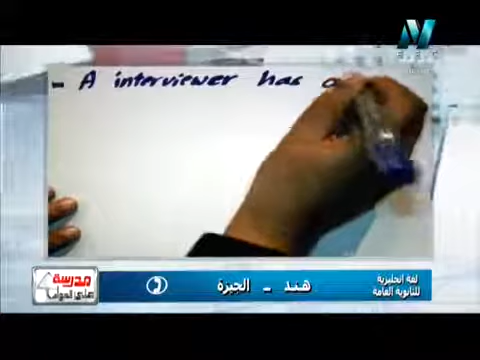 - A interviewer has
هند - الجيزة
لغة انجليزية
للثانوية العامة
مدرسة
على الهواء